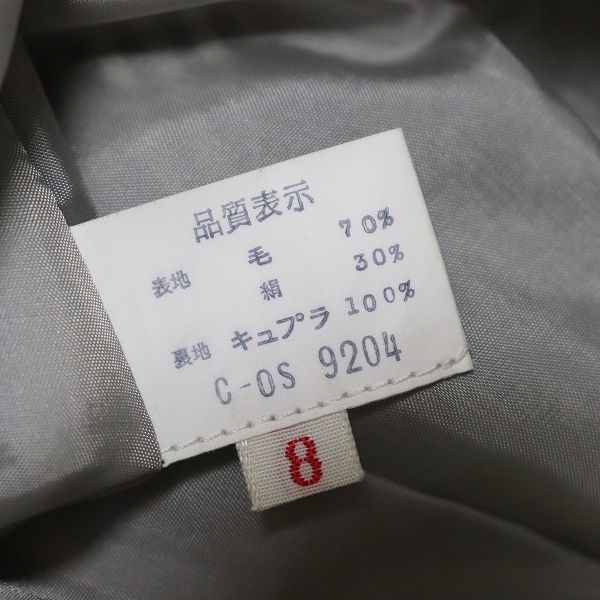 品質表示
表地 毛 70%
絹 30%
裏地 キュプラ 100%
C-OS 9204
8